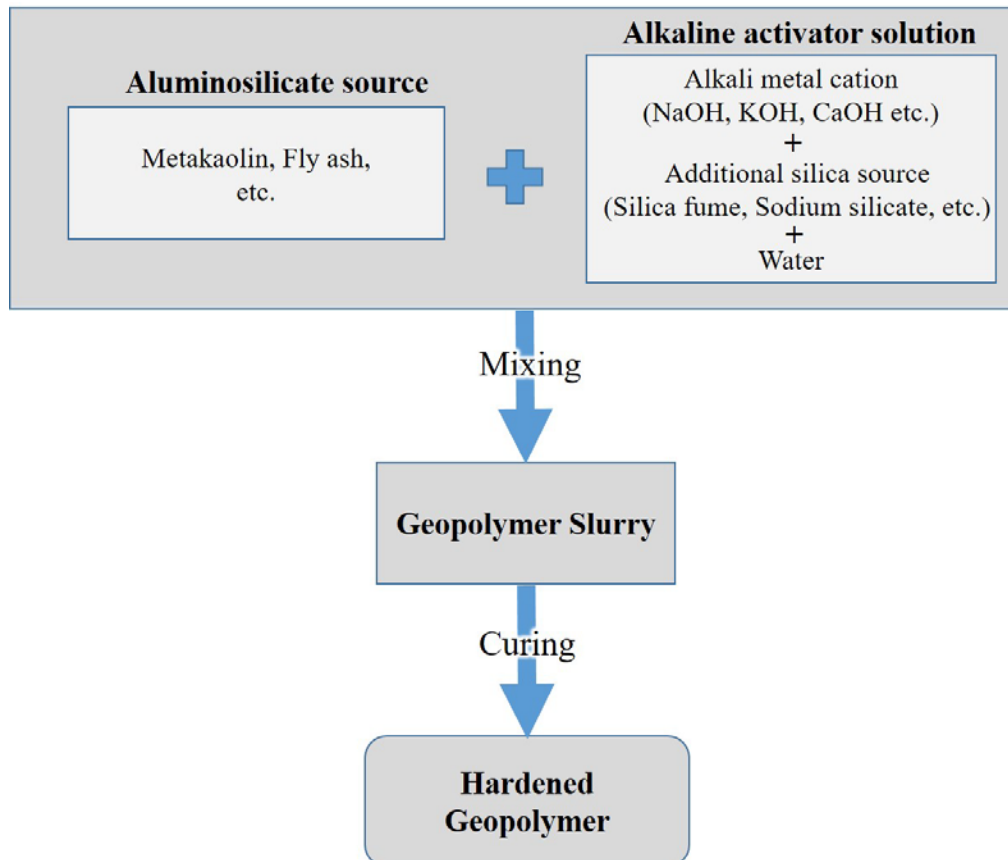 Aluminosilicate source
Metakaolin, Fly ash,
etc.
Alkaline activator solution
Alkali metal cation
(NaOH, KOH, CaOH etc.)
+
Additional silica source
(Silica fume, Sodium silicate, etc.)
+
Water
Mixing
Geopolymer Slurry
Curing
Hardened
Geopolymer